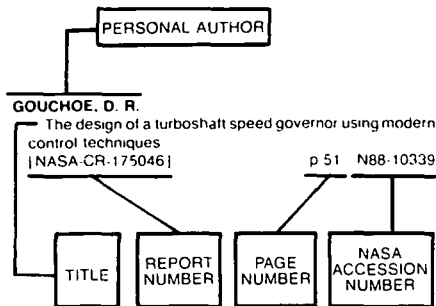 PERSONAL AUTHOR
GOUCHOE, D. R.
The design of a turboshaft speed governor using modern
control techniques
[NASA-CR-175046] p 51 N88-10339
TITLE
REPORT
NUMBER
PAGE
NUMBER
NASA
ACCESSION
NUMBER